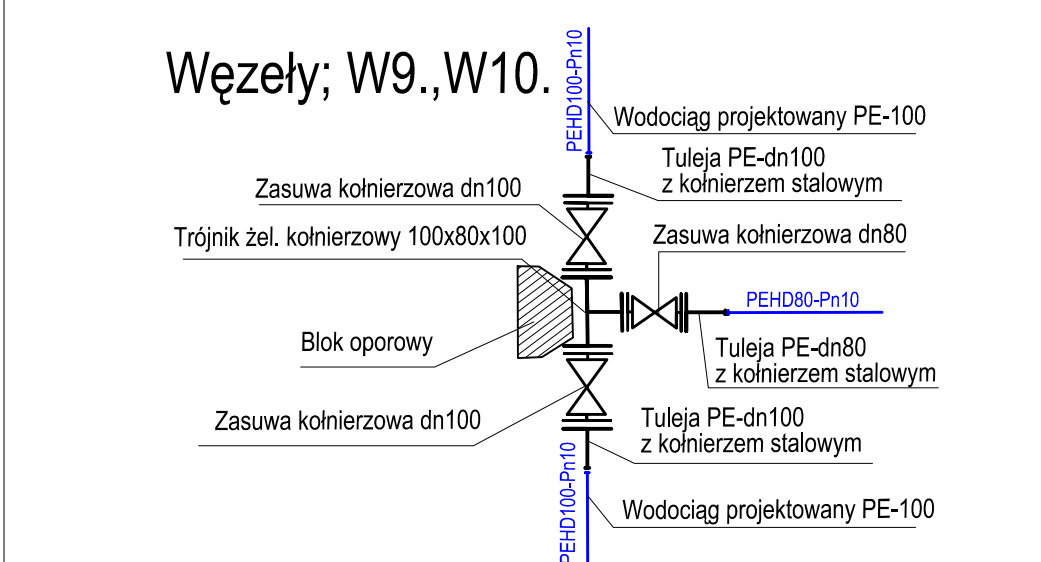 Węzeły; W9.,W10.
PEHD100-Pn10
Wodociąg projektowany PE-100
Tuleja PE-dn100
z kołnierzem stalowym
Zasuwa kołnierzowa dn100
Trójnik żel. kołnierzowy 100x80x100
Zasuwa kołnierzowa dn80
PEHD80-Pn10
Blok oporowy
Tuleja PE-dn80
z kołnierzem stalowym
Zasuwa kołnierzowa dn100
Tuleja PE-dn100
z kołnierzem stalowym
PEHD100-Pn10
Wodociąg projektowany PE-100